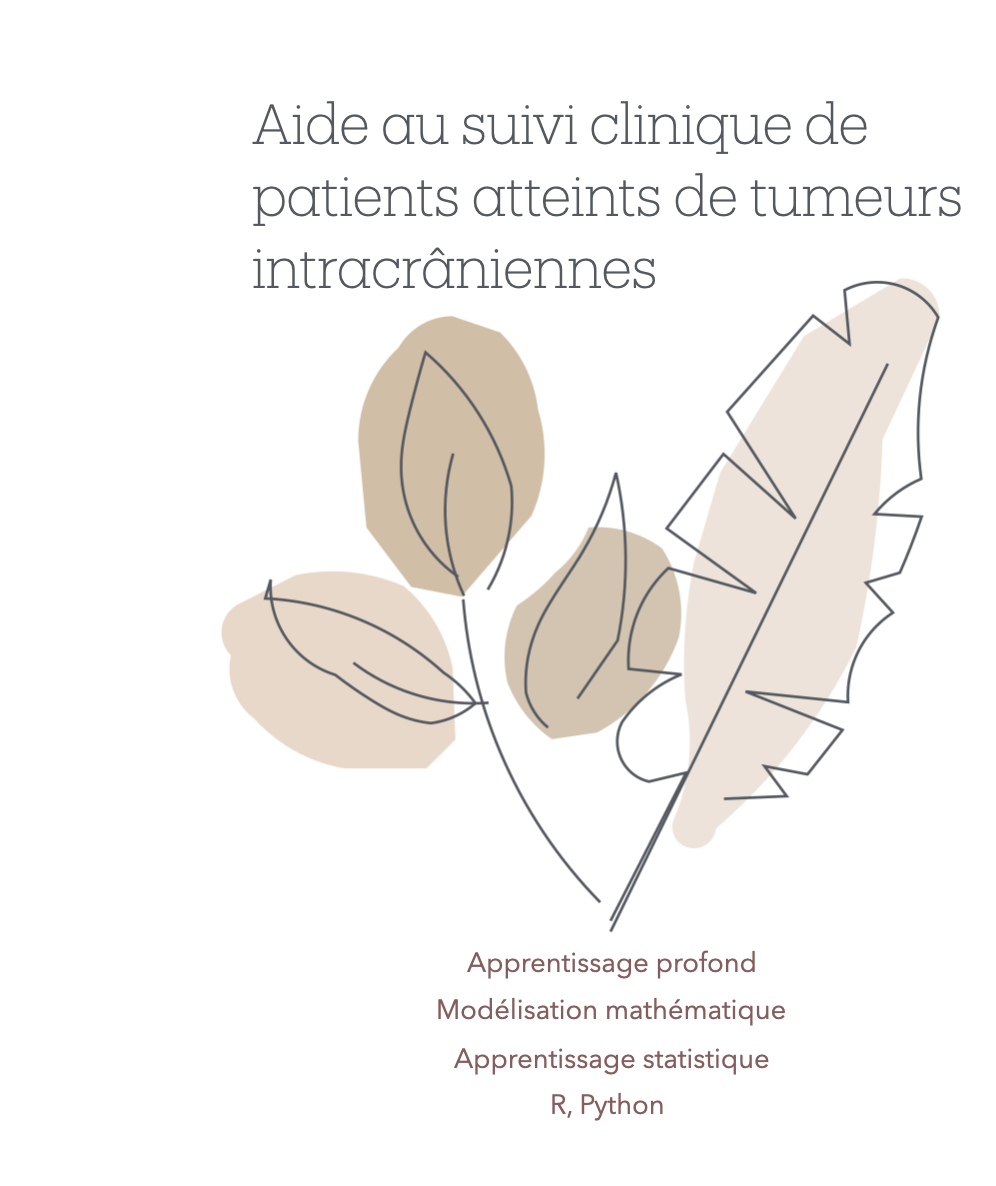 Aide au suivi clinique de
patients atteints de tumeurs
intracrâniennes
Apprentissage profond
Modélisation mathématique
Apprentissage statistique
R, Python